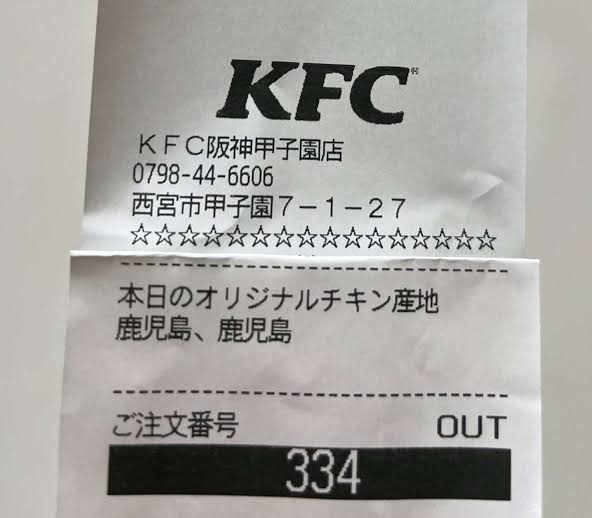 KFC®
KFC阪神甲子園店
0798-44-6606
西宮市甲子園7-1-27
☆☆☆☆☆☆☆☆☆☆☆☆☆☆☆☆
本日のオリジナルチキン産地
鹿児島、鹿児島
ご注文番号 OUT
334